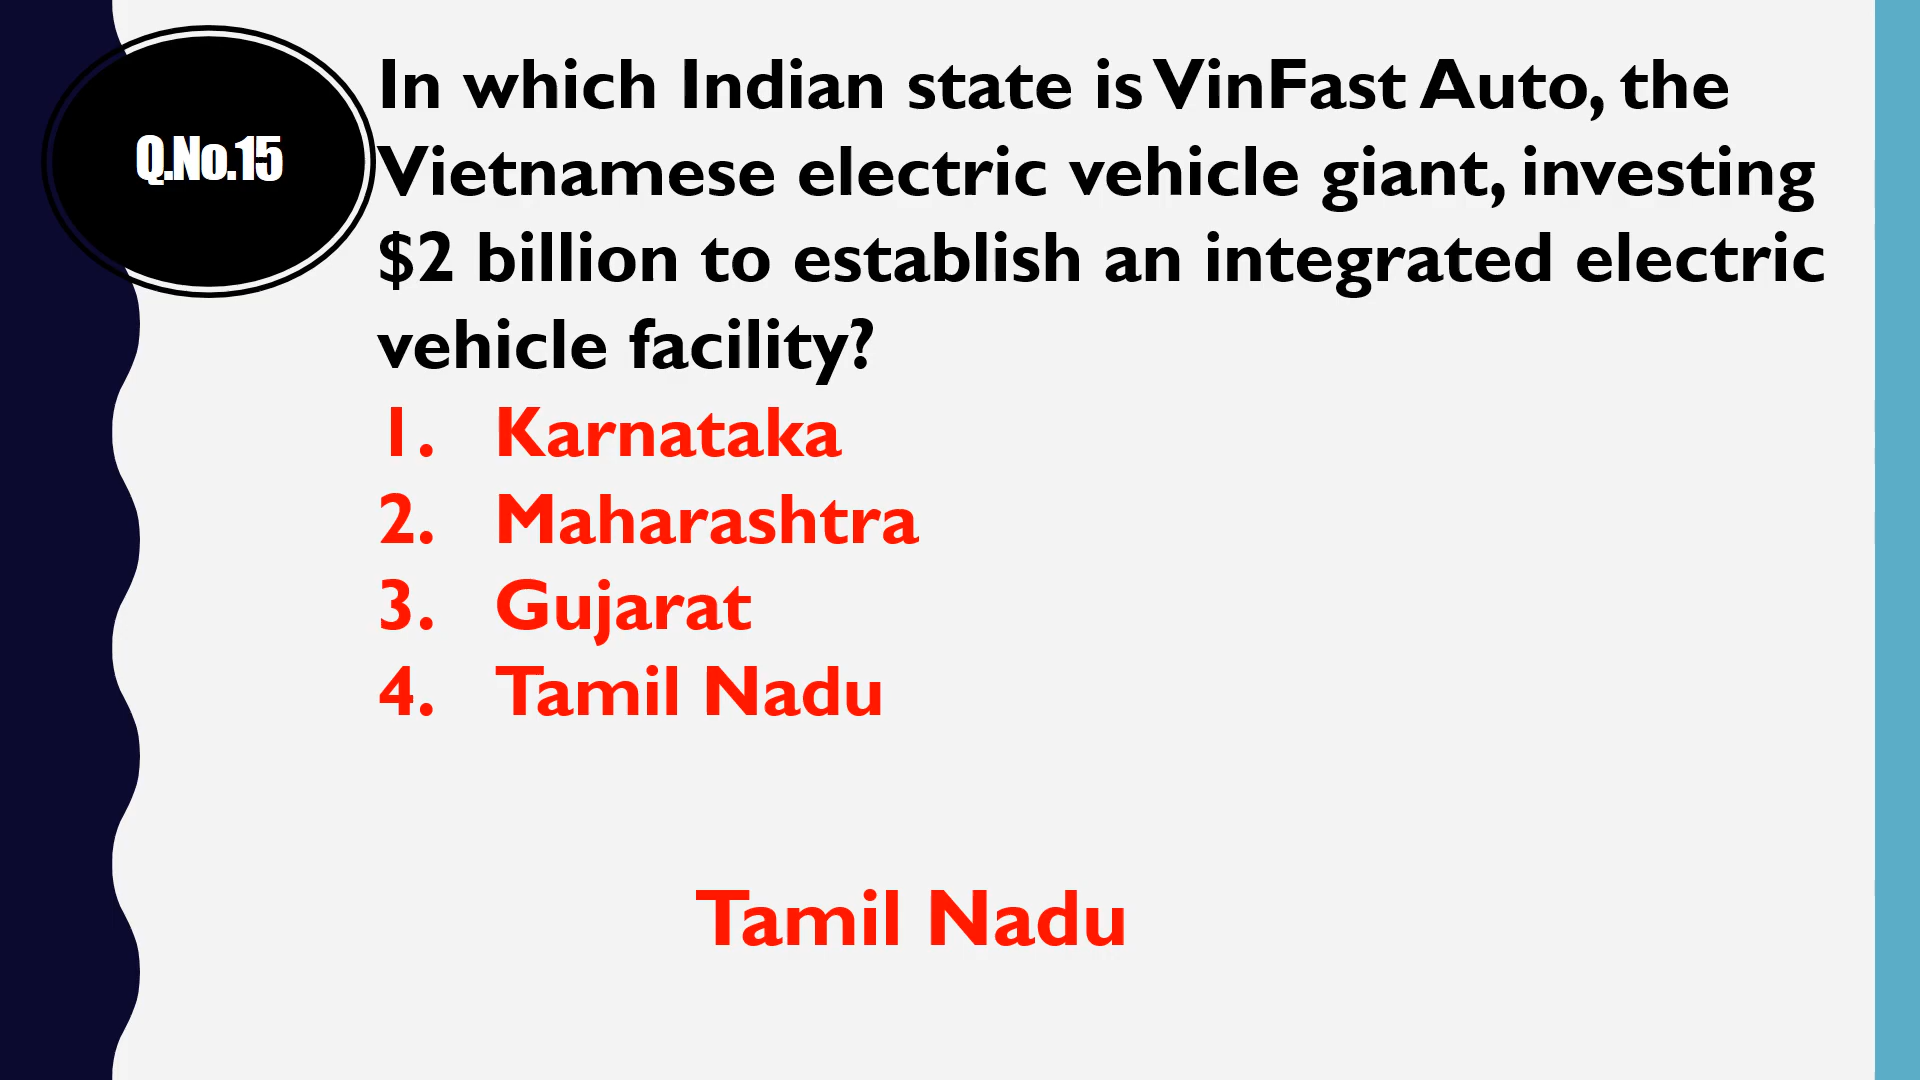 Q.No.15
In which Indian state is VinFast Auto, the
Vietnamese electric vehicle giant, investing
$2 billion to establish an integrated electric
vehicle facility?
1. Karnataka
2. Maharashtra
3. Gujarat
4. Tamil Nadu
Tamil Nadu